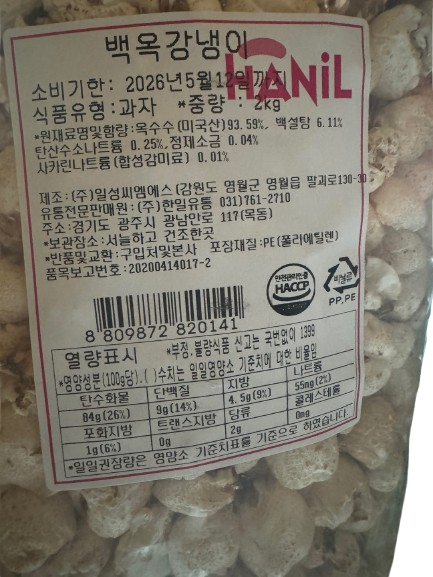 백옥강냉이
HANiL
소비기한: 2026년5월12일까지
식품유형:과자 *중량: 2kg
*원재료명및함량:옥수수(미국산)93.59%, 백설탕 6.11%
탄산수소나트륨 0.25%,정제소금 0.04%
사카린나트륨(합성감미료) 0.01%
제조:(주)일성씨엠에스(강원도 영월군 영월읍 팔괴로130-30
유통전문판매원:(주)한일유통 031)761-2710
주소:경기도 광주시 광남안로 117(목동)
*보관장소:서늘하고 건조한곳
*반품및교환:구입처및본사 포장재질:PE(폴리에틸렌)
품목보고번호:20200414017-2
안전관리인증
HACCP
비닐류
PP,PE
8 809872 820141
열량표시 *부정,불량식품 신고는 국번없이 1399
*영양성분(100g당).( )수치는 일일영양소 기준치에 대한 비율임
탄수화물 단백질 지방 나트륨
84g(26%) 9g(14%) 4.5g(9%) 55mg(2%)
포화지방 트랜스지방 당류 콜레스테롤
1g(6%) 0g 2g 0mg
*일일권장량은 영양소 기준치표를 기준으로 하였습니다.